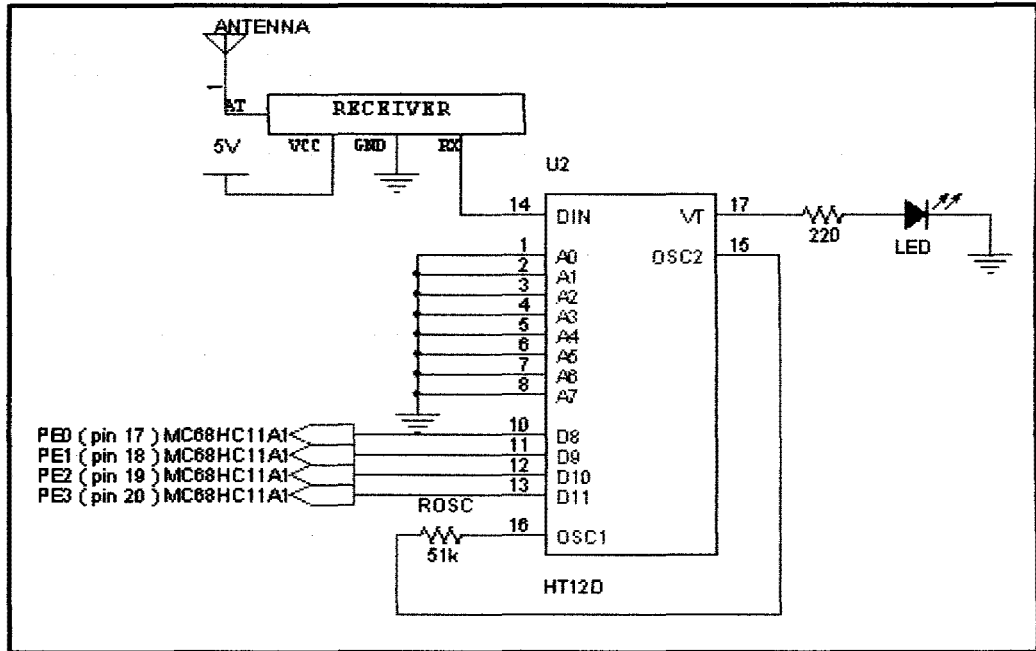 ANTENNA
1
AT
RECEIVER
5V
VCC GND RX
U2
14 DIN VT 17
220
LED
1 A0 OSC2 15
2 A1
3 A2
4 A3
5 A4
6 A5
7 A6
8 A7
PE0 ( pin 17 ) MC68HC11A1 10 D8
PE1 ( pin 18 ) MC68HC11A1 11 D9
PE2 ( pin 19 ) MC68HC11A1 12 D10
PE3 ( pin 20 ) MC68HC11A1 13 D11
ROSC
16 OSC1
51k
HT12D